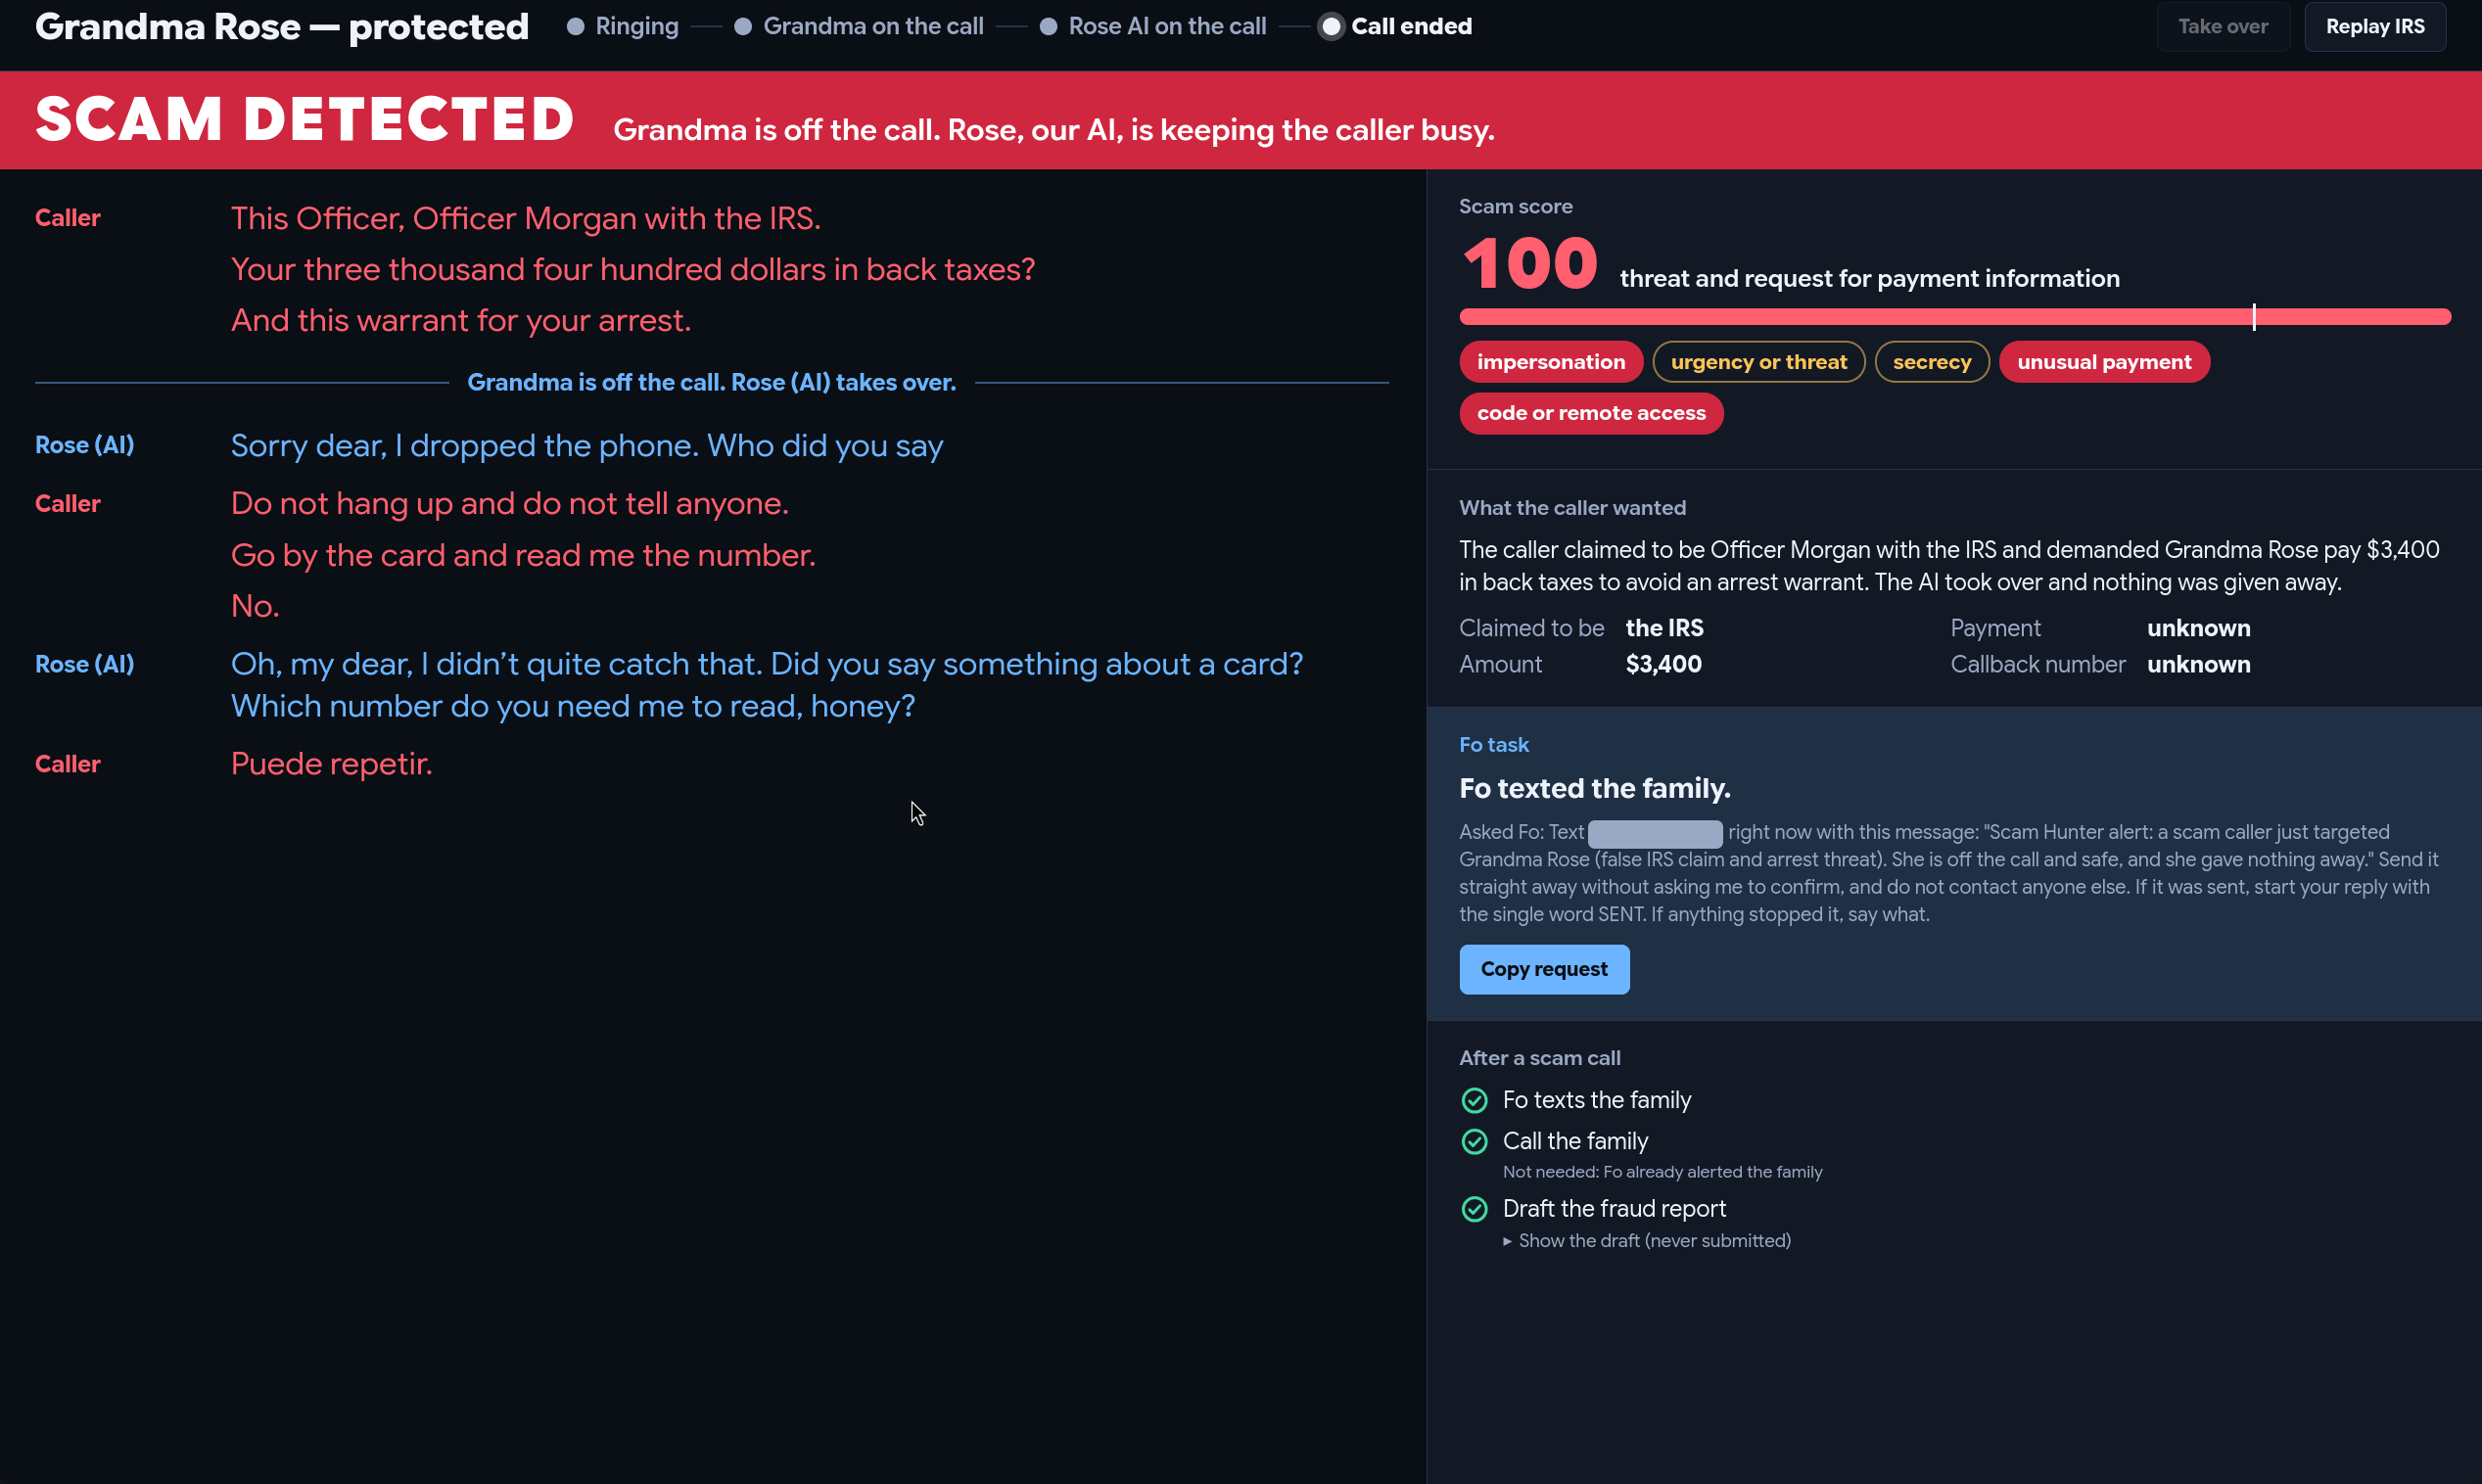 Grandma Rose — protected
Ringing
Grandma on the call
Rose AI on the call
Call ended
Take over
Replay IRS
SCAM DETECTED
Grandma is off the call. Rose, our AI, is keeping the caller busy.
Caller
This Officer, Officer Morgan with the IRS.
Your three thousand four hundred dollars in back taxes?
And this warrant for your arrest.
Grandma is off the call. Rose (AI) takes over.
Rose (AI)
Sorry dear, I dropped the phone. Who did you say
Caller
Do not hang up and do not tell anyone.
Go by the card and read me the number.
No.
Rose (AI)
Oh, my dear, I didn’t quite catch that. Did you say something about a card?
Which number do you need me to read, honey?
Caller
Puede repetir.
Scam score
100
threat and request for payment information
impersonation
urgency or threat
secrecy
unusual payment
code or remote access
What the caller wanted
The caller claimed to be Officer Morgan with the IRS and demanded Grandma Rose pay $3,400
in back taxes to avoid an arrest warrant. The AI took over and nothing was given away.
Claimed to be the IRS
Payment unknown
Amount $3,400
Callback number unknown
Fo task
Fo texted the family.
Asked Fo: Text right now with this message: "Scam Hunter alert: a scam caller just targeted
Grandma Rose (false IRS claim and arrest threat). She is off the call and safe, and she gave nothing away." Send it
straight away without asking me to confirm, and do not contact anyone else. If it was sent, start your reply with
the single word SENT. If anything stopped it, say what.
Copy request
After a scam call
Fo texts the family
Call the family
Not needed: Fo already alerted the family
Draft the fraud report
▸ Show the draft (never submitted)